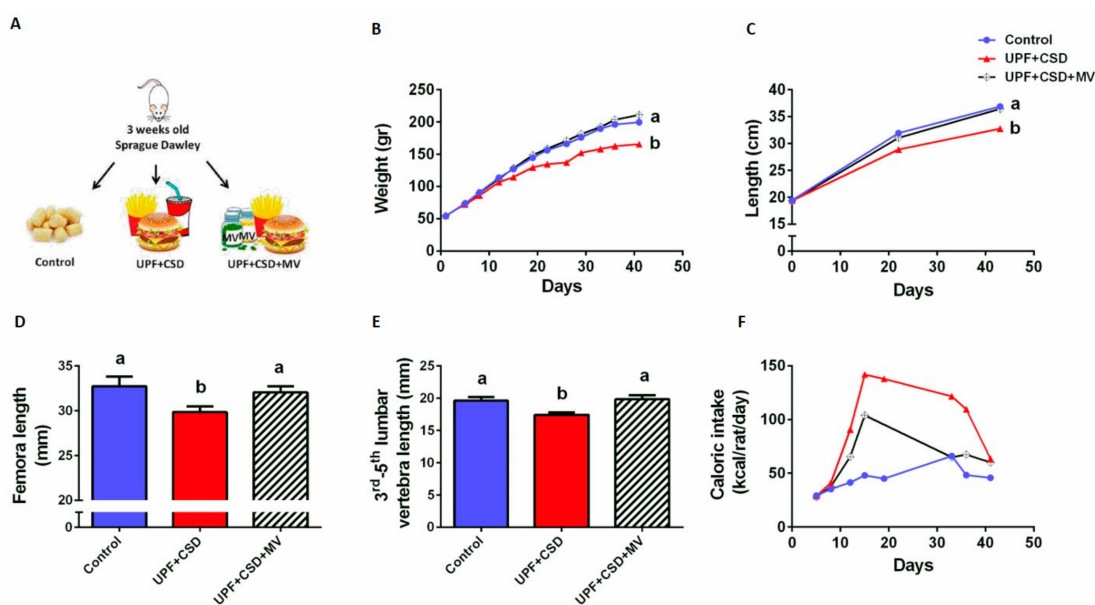 A
3 weeks old
Sprague Dawley
MV
MV
Control
UPF+CSD
UPF+CSD+MV
B
Weight (gr)
250
200
150
100
50
0
0
10
20
30
40
50
Days
a
b
C
Control
UPF+CSD
UPF+CSD+MV
Length (cm)
40
35
30
25
20
15
0
0
10
20
30
40
50
Days
a
b
D
Femora length
(mm)
35
30
25
20
0
a
b
a
Control
UPF+CSD
UPF+CSD+MV
E
3rd-5th lumbar
vertebra length (mm)
25
20
15
10
5
0
a
b
a
Control
UPF+CSD
UPF+CSD+MV
F
Caloric intake
(kcal/rat/day)
150
100
50
0
0
10
20
30
40
50
Days